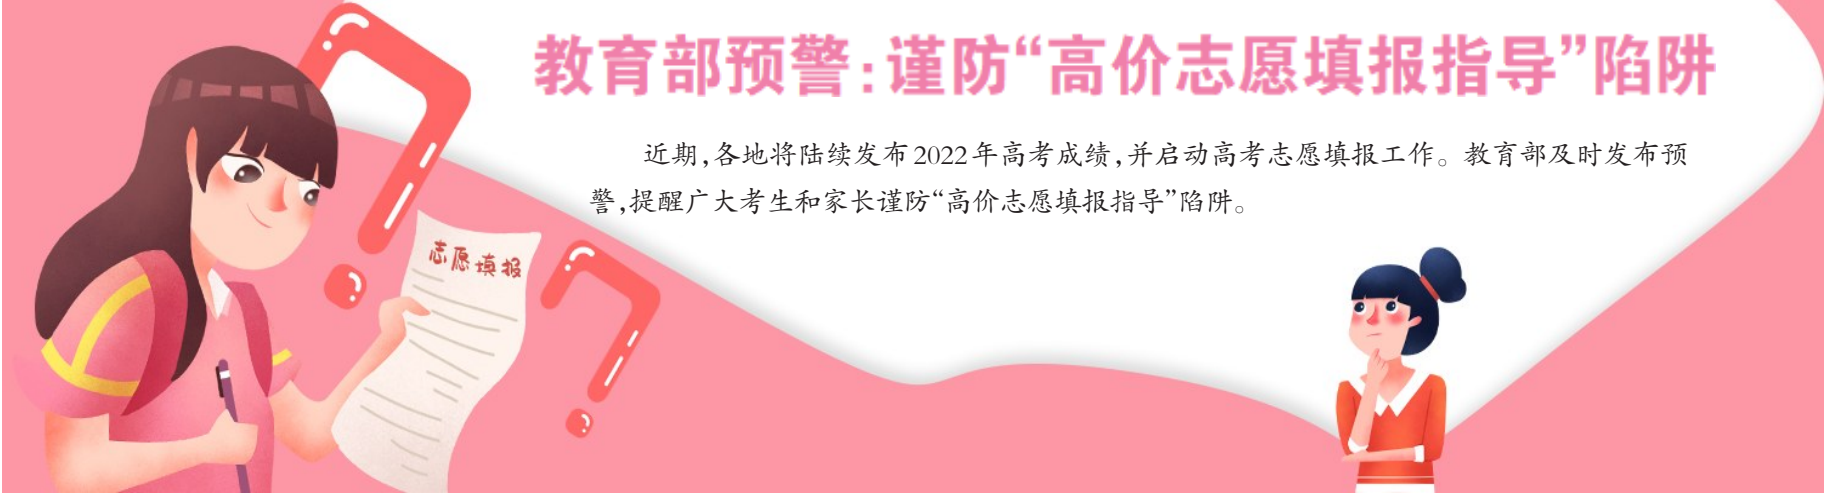 教育部预警:谨防“高价志愿填报指导”陷阱
近期,各地将陆续发布2022年高考成绩,并启动高考志愿填报工作。教育部及时发布预
警,提醒广大考生和家长谨防“高价志愿填报指导”陷阱。
志愿填报